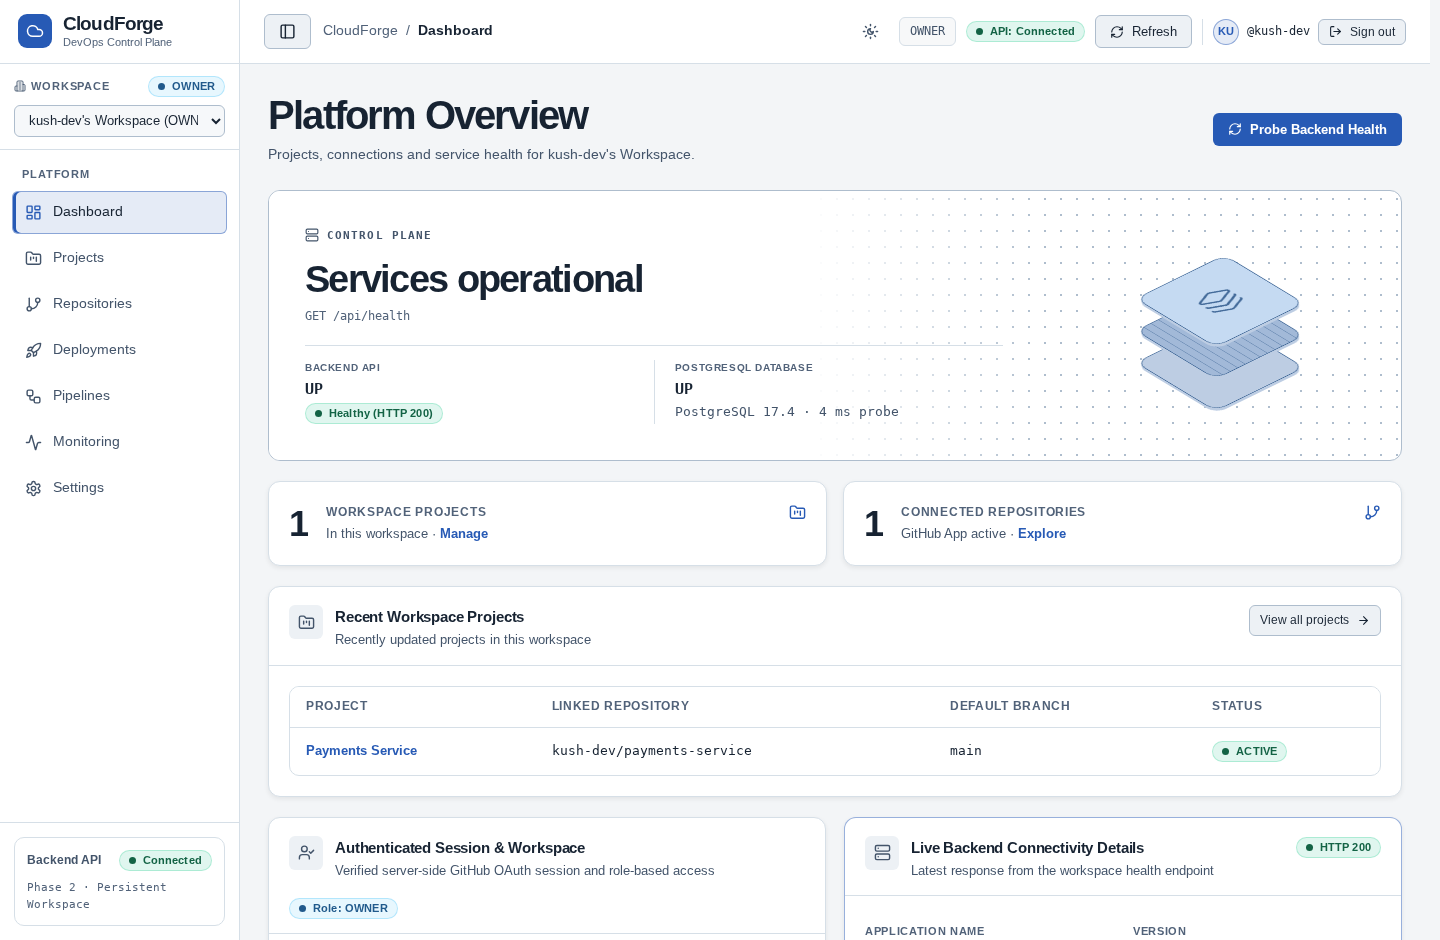 CloudForge
DevOps Control Plane
WORKSPACE
OWNER
kush-dev's Workspace (OWN
PLATFORM
Dashboard
Projects
Repositories
Deployments
Pipelines
Monitoring
Settings
Backend API
Connected
Phase 2 · Persistent
Workspace
CloudForge / Dashboard
OWNER
API: Connected
Refresh
KU
@kush-dev
Sign out
Platform Overview
Projects, connections and service health for kush-dev's Workspace.
Probe Backend Health
CONTROL PLANE
Services operational
GET /api/health
BACKEND API
UP
Healthy (HTTP 200)
POSTGRESQL DATABASE
UP
PostgreSQL 17.4 · 4 ms probe
1
WORKSPACE PROJECTS
In this workspace · Manage
1
CONNECTED REPOSITORIES
GitHub App active · Explore
Recent Workspace Projects
Recently updated projects in this workspace
View all projects
PROJECT LINKED REPOSITORY DEFAULT BRANCH STATUS
Payments Service kush-dev/payments-service main ACTIVE
Authenticated Session & Workspace
Verified server-side GitHub OAuth session and role-based access
Role: OWNER
Live Backend Connectivity Details
Latest response from the workspace health endpoint
HTTP 200
APPLICATION NAME VERSION